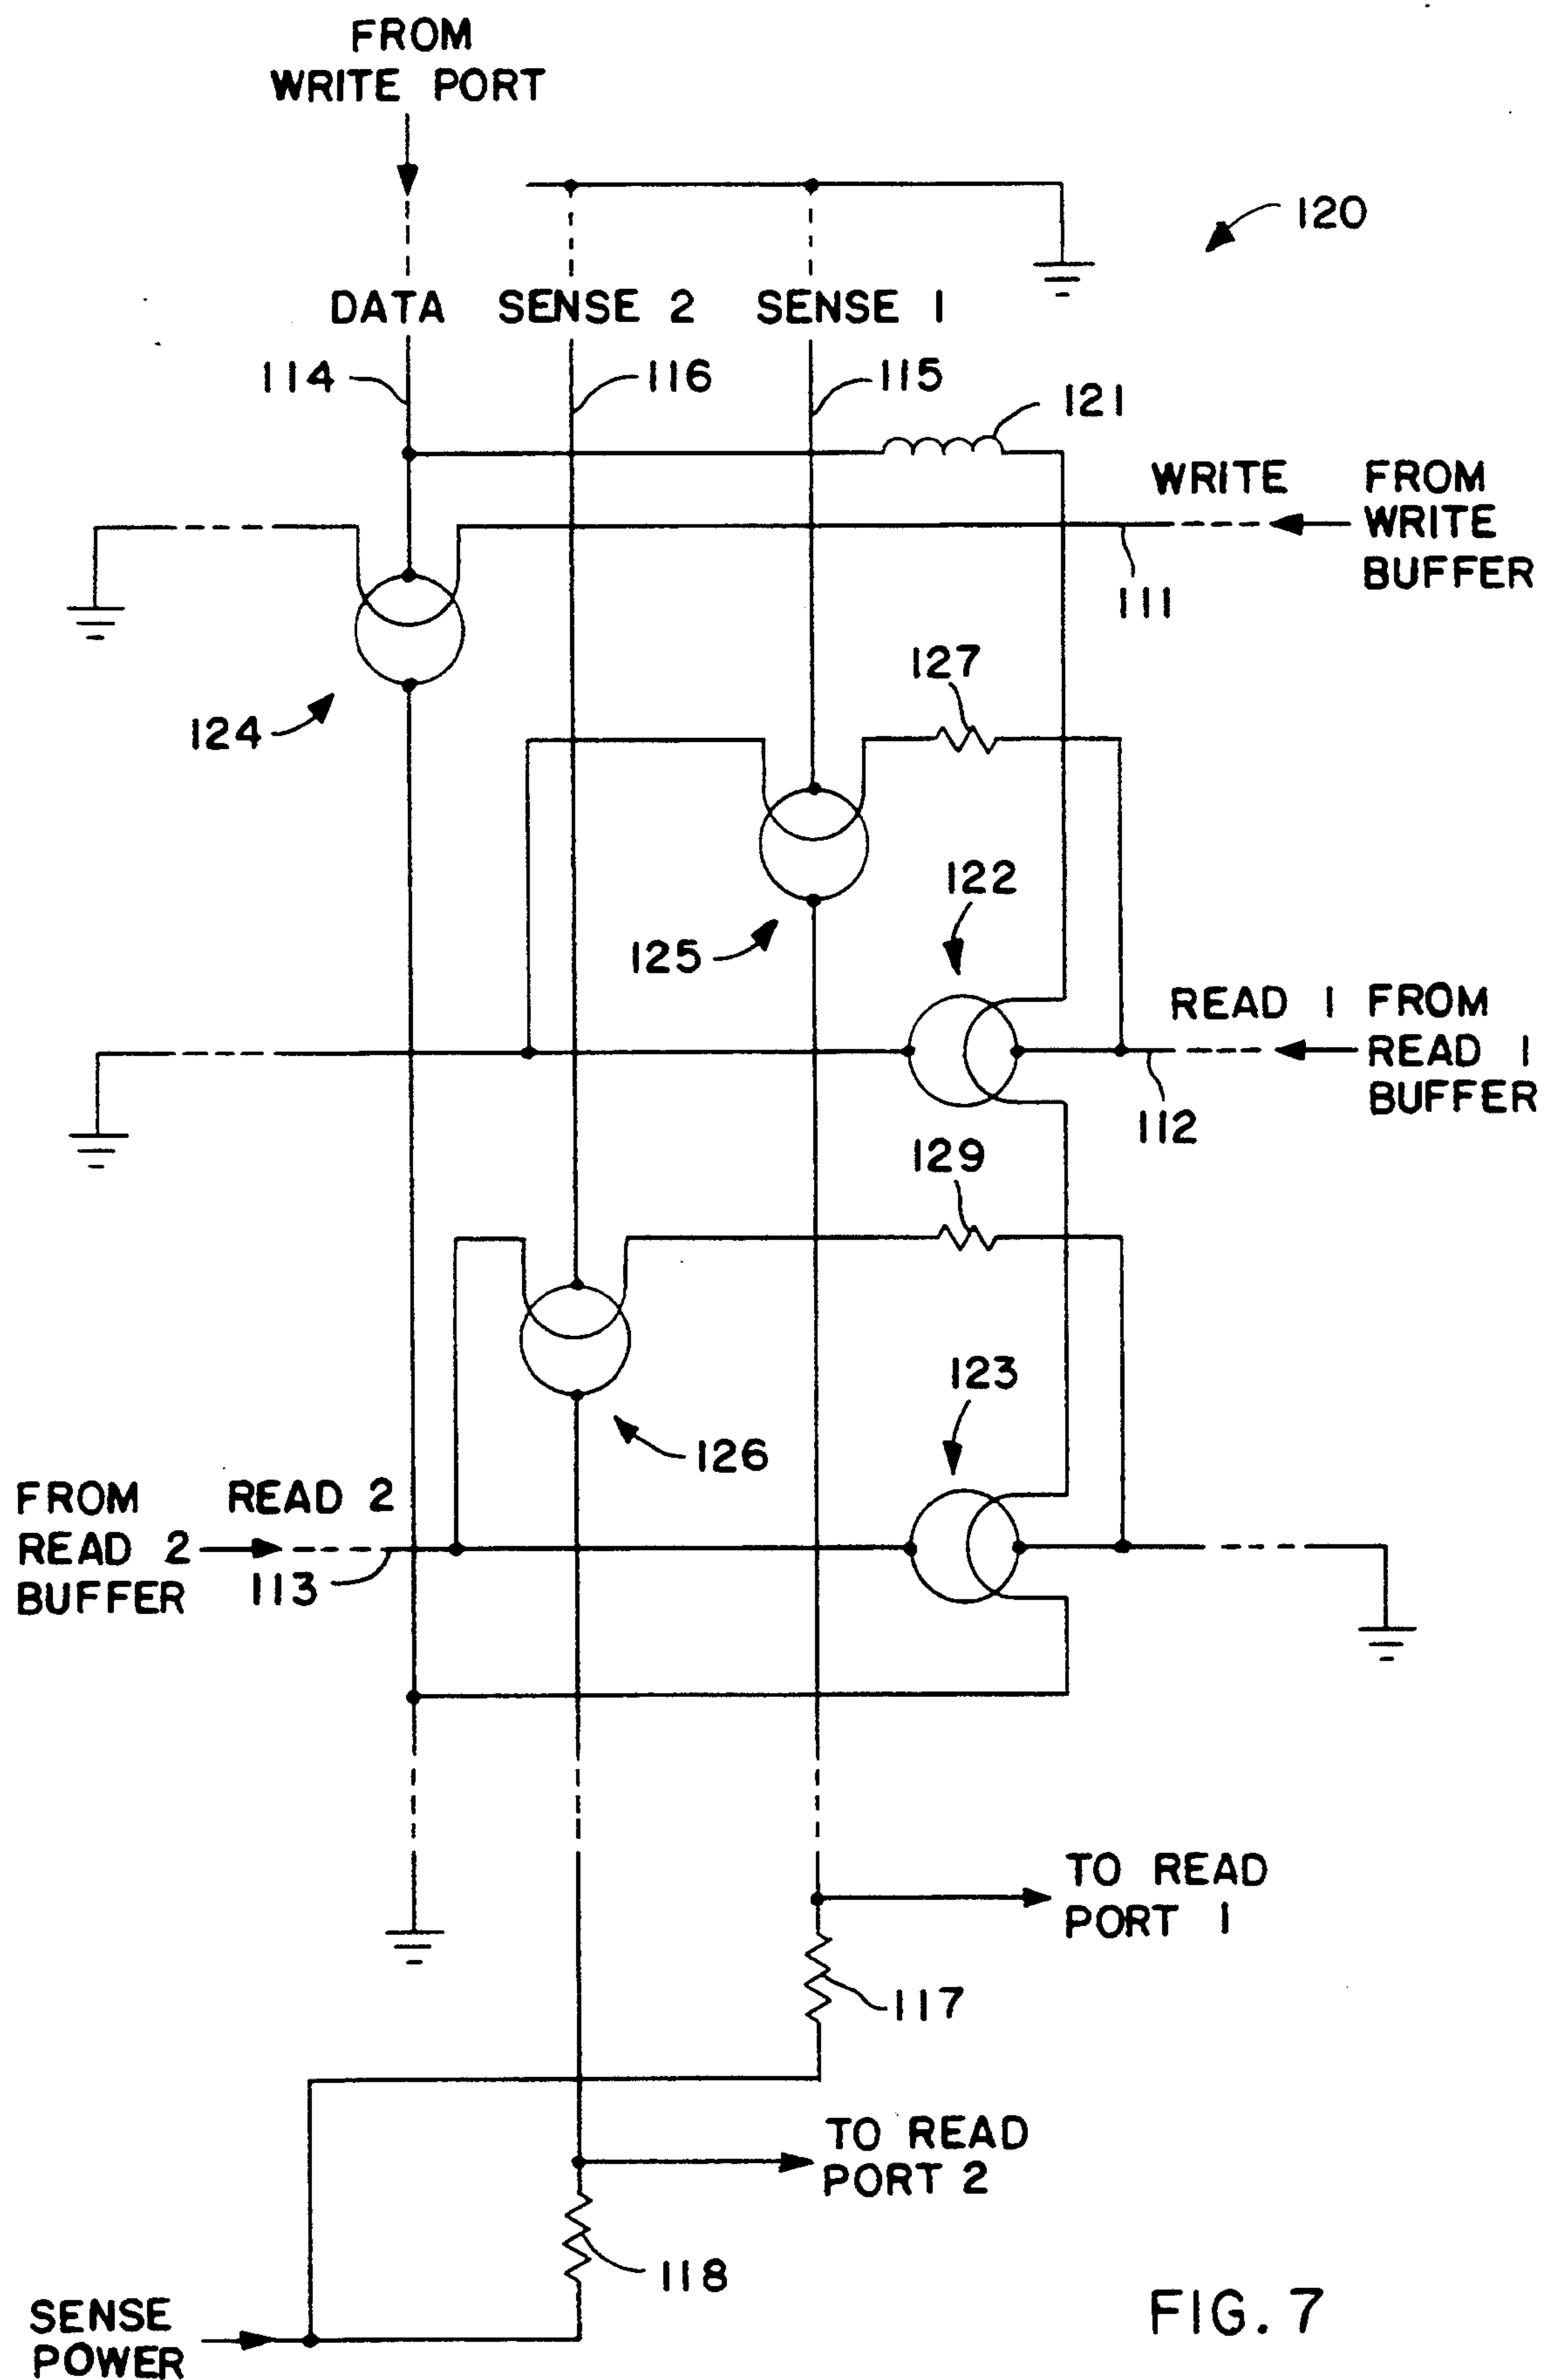 FROM
WRITE PORT
120
DATA SENSE 2 SENSE 1
114
116
115
121
WRITE FROM
WRITE
BUFFER
111
127
124
122
125
READ 1 FROM
READ 1
BUFFER
112
129
123
126
FROM READ 2
READ 2
BUFFER 113
TO READ
PORT 1
117
TO READ
PORT 2
118
SENSE
POWER
FIG. 7